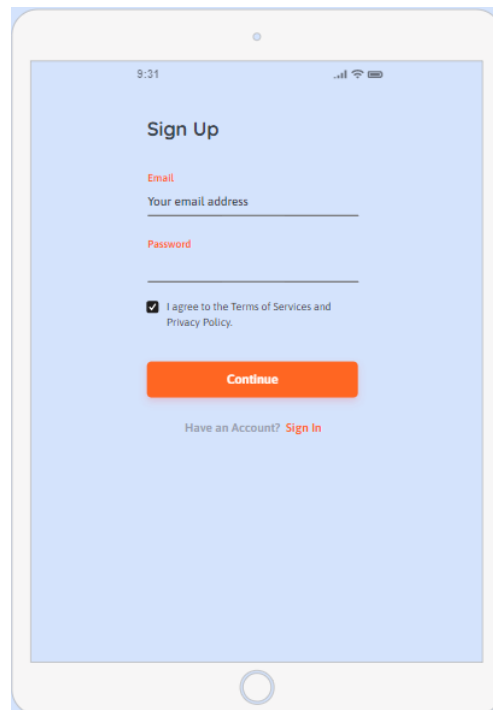 9:31
Sign Up
Email
Your email address
Password
I agree to the Terms of Services and
Privacy Policy.
Continue
Have an Account? Sign In